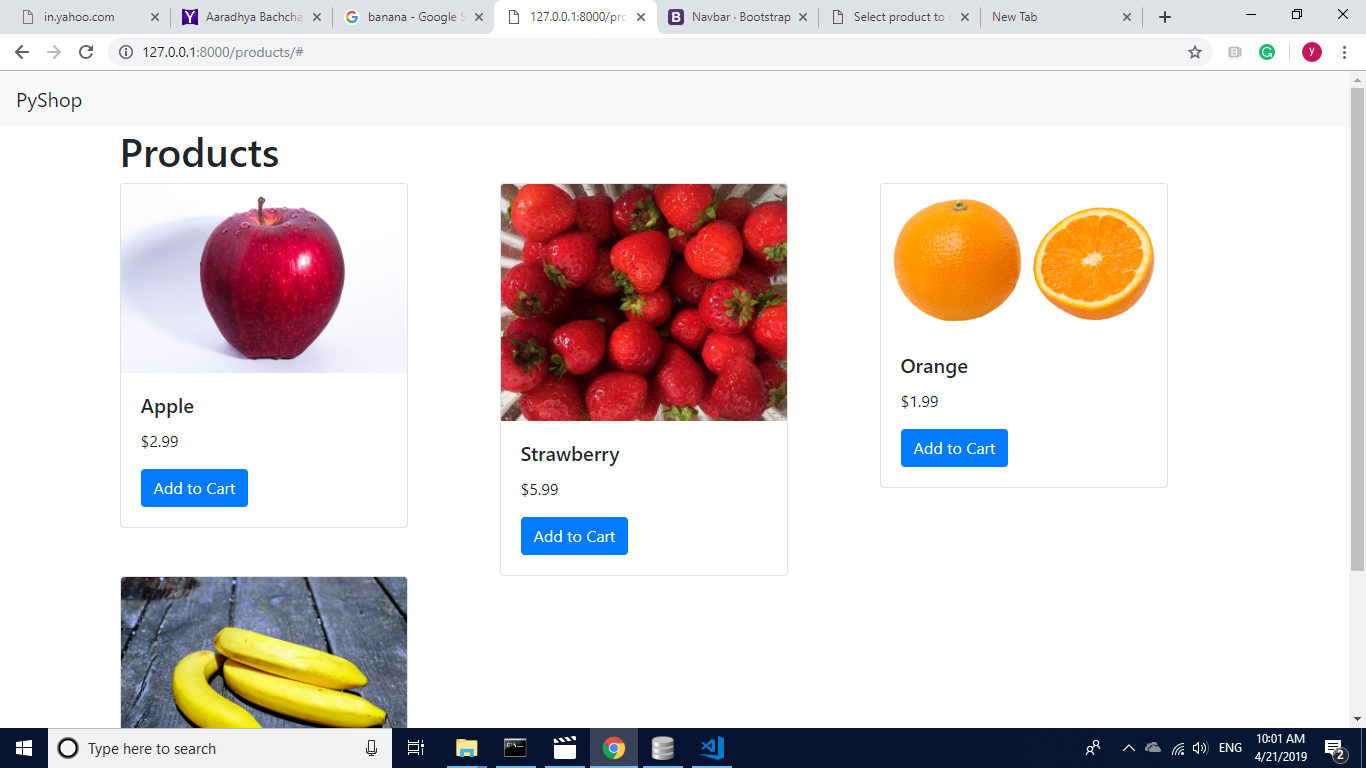 in.yahoo.com
Aaradhya Bachcha
banana - Google S
127.0.0.1:8000/pro
Navbar · Bootstrap
Select product to c
New Tab
127.0.0.1:8000/products/#
y
PyShop
Products
Apple
$2.99
Add to Cart
Strawberry
$5.99
Add to Cart
Orange
$1.99
Add to Cart
Type here to search
ENG
10:01 AM
4/21/2019
2